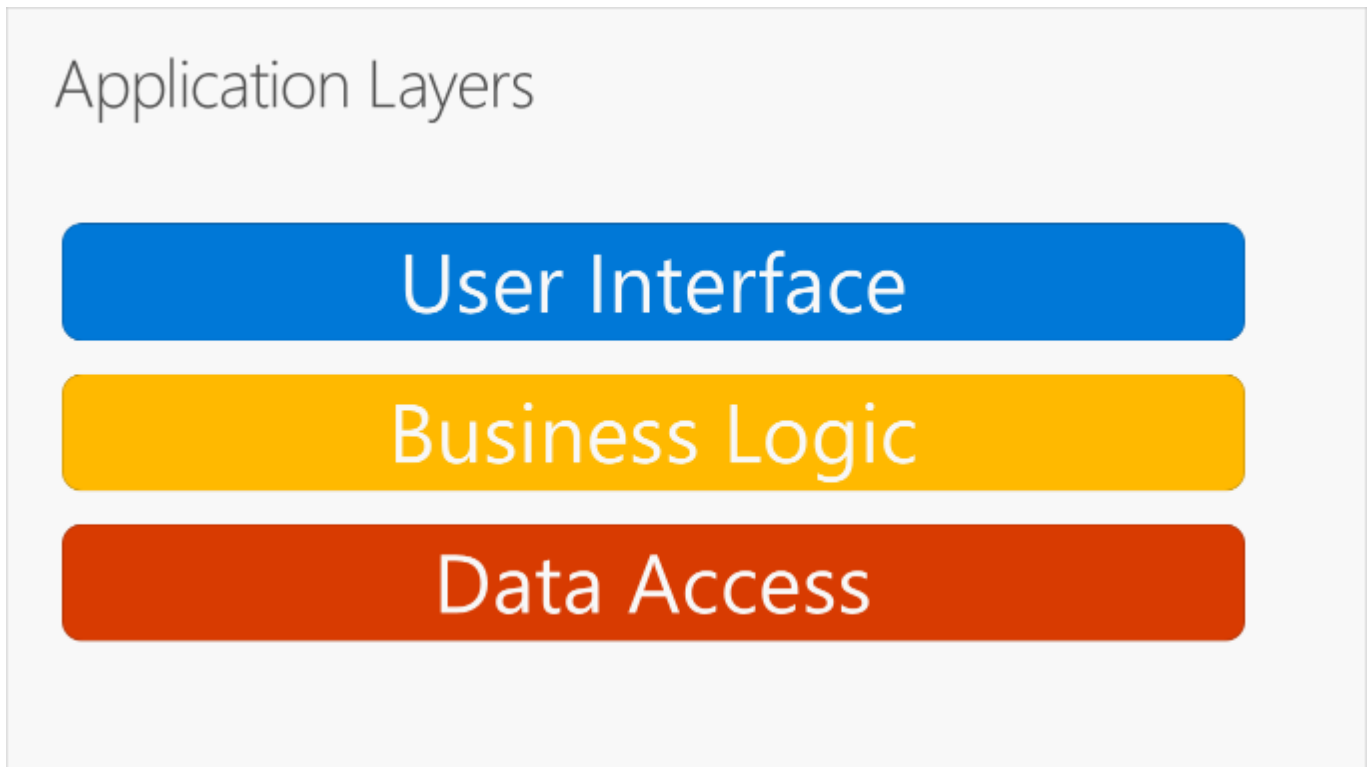 Application Layers
User Interface
Business Logic
Data Access